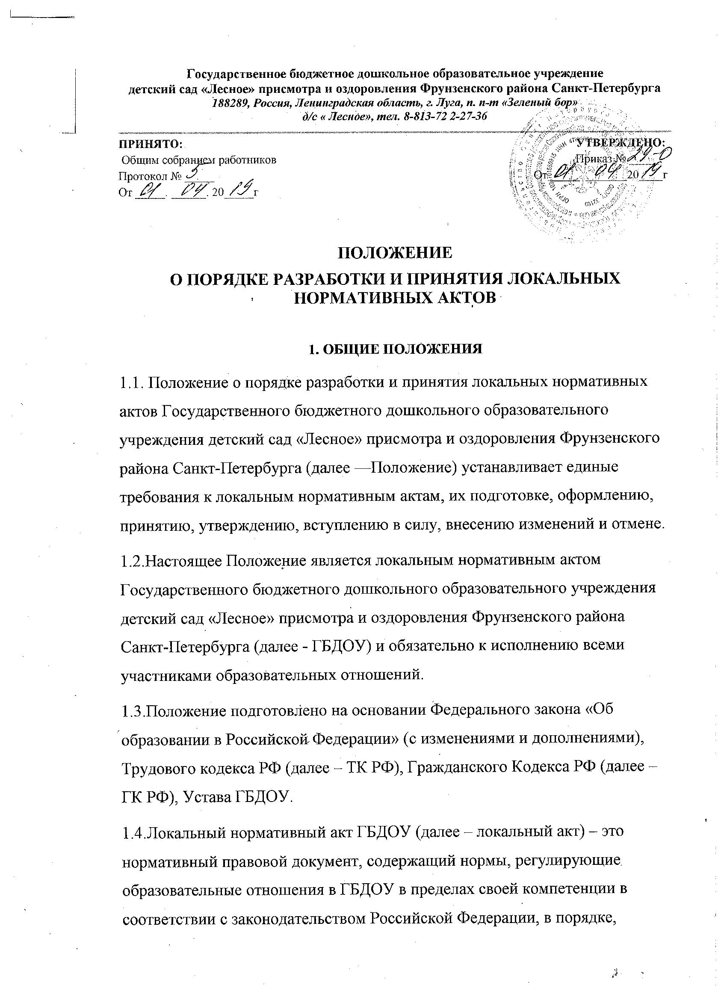 Государственное бюджетное дошкольное образовательное учреждение
детский сад «Лесное» присмотра и оздоровления Фрунзенского района Санкт-Петербурга
188289, Россия, Ленинградская область, г. Луга, п. п-т «Зеленый бор»
д/с « Лесное», тел. 8-813-72 2-27-36
ПРИНЯТО:
Общим собранием работников
Протокол № 5
От 01. 04. 2019г
УТВЕРЖДЕНО:
Приказ № 29-0
От 01 04 2019г
ПОЛОЖЕНИЕ
О ПОРЯДКЕ РАЗРАБОТКИ И ПРИНЯТИЯ ЛОКАЛЬНЫХ
НОРМАТИВНЫХ АКТОВ
1. ОБЩИЕ ПОЛОЖЕНИЯ
1.1. Положение о порядке разработки и принятия локальных нормативных
актов Государственного бюджетного дошкольного образовательного
учреждения детский сад «Лесное» присмотра и оздоровления Фрунзенского
района Санкт-Петербурга (далее —Положение) устанавливает единые
требования к локальным нормативным актам, их подготовке, оформлению,
принятию, утверждению, вступлению в силу, внесению изменений и отмене.
1.2.Настоящее Положение является локальным нормативным актом
Государственного бюджетного дошкольного образовательного учреждения
детский сад «Лесное» присмотра и оздоровления Фрунзенского района
Санкт-Петербурга (далее - ГБДОУ) и обязательно к исполнению всеми
участниками образовательных отношений.
1.3.Положение подготовлено на основании Федерального закона «Об
образовании в Российской Федерации» (с изменениями и дополнениями),
Трудового кодекса РФ (далее – ТК РФ), Гражданского Кодекса РФ (далее –
ГК РФ), Устава ГБДОУ.
1.4.Локальный нормативный акт ГБДОУ (далее – локальный акт) – это
нормативный правовой документ, содержащий нормы, регулирующие
образовательные отношения в ГБДОУ в пределах своей компетенции в
соответствии с законодательством Российской Федерации, в порядке,